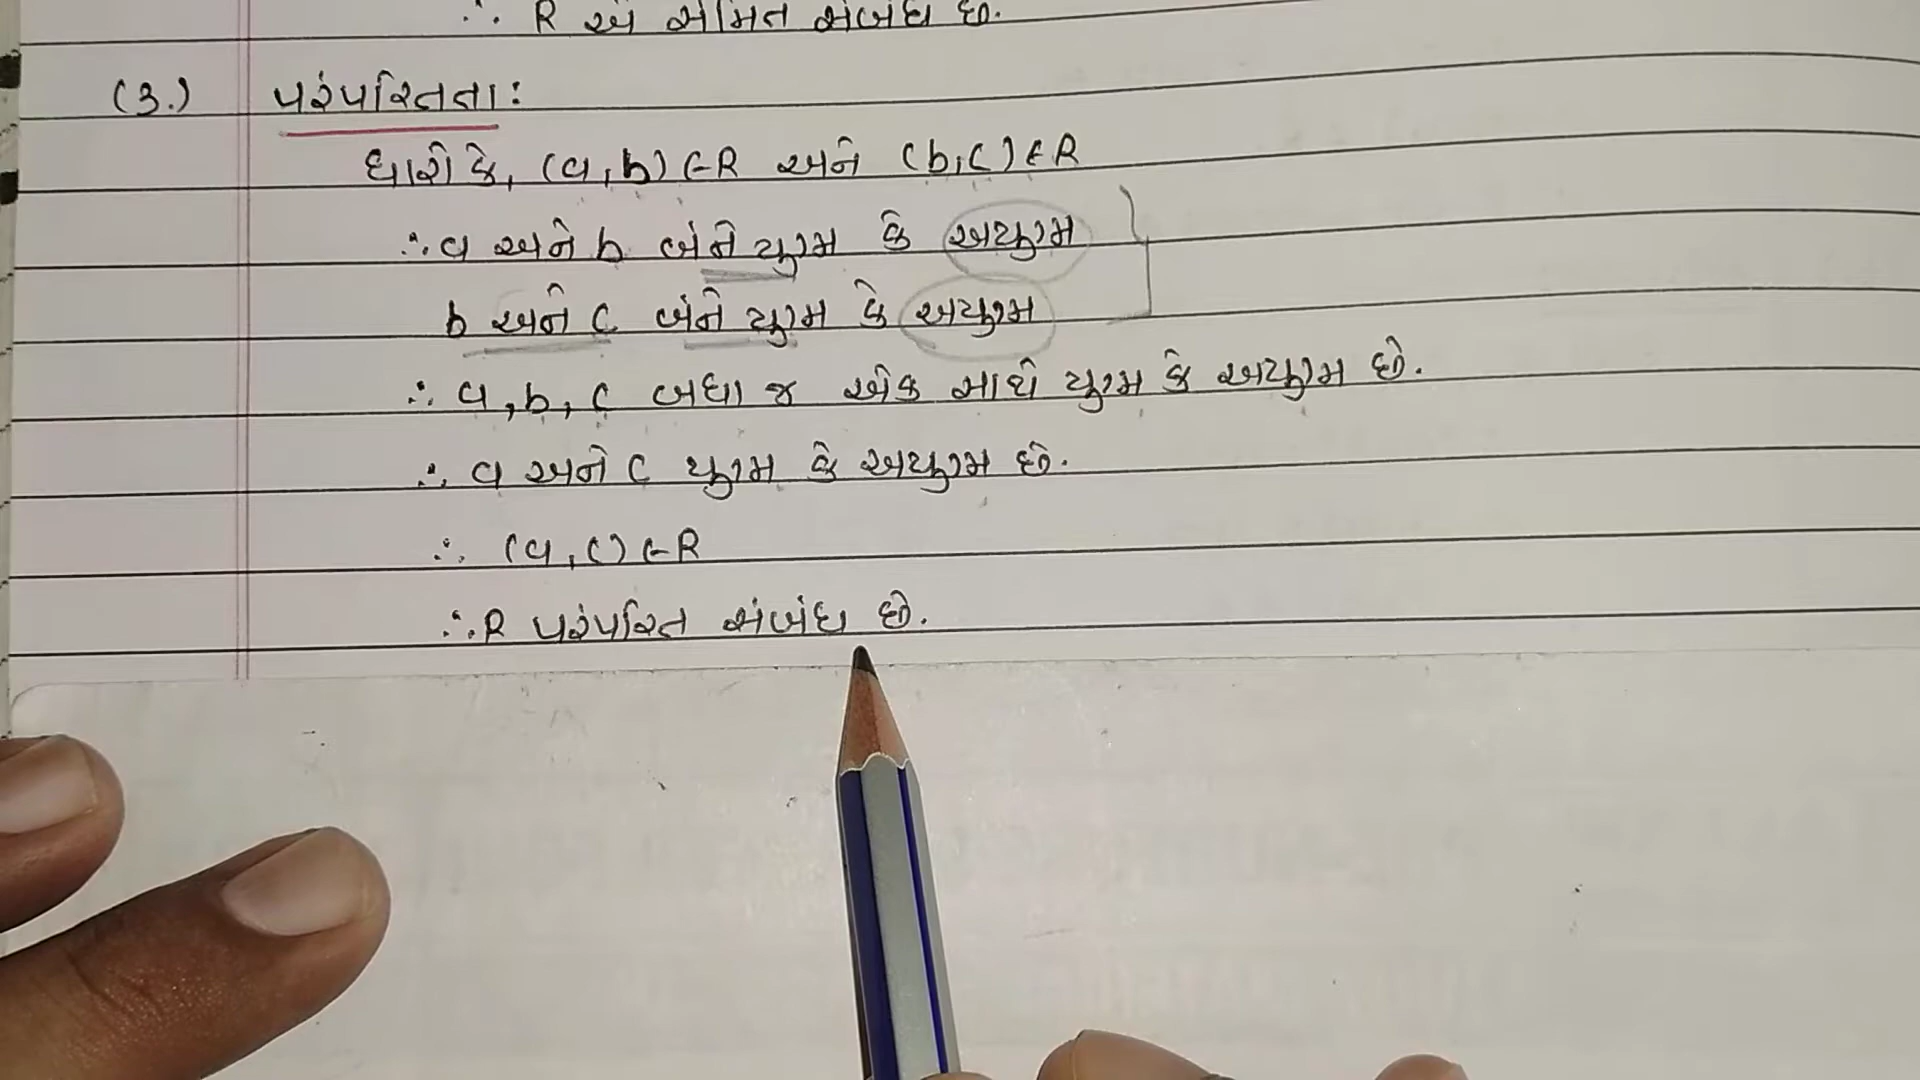 ∴ R એ સંમિત સંબંધ છે.
(3.) પરંપરિતતા:
ધારો કે, (a,b)∈R અને (b,c)∈R
∴ a અને b બંને યુગ્મ કે અયુગ્મ
b અને c બંને યુગ્મ કે અયુગ્મ
∴ a,b,c બધા જ એક સાથે યુગ્મ કે અયુગ્મ છે.
∴ a અને c યુગ્મ કે અયુગ્મ છે.
∴ (a,c)∈R
∴ R પરંપરિત સંબંધ છે.